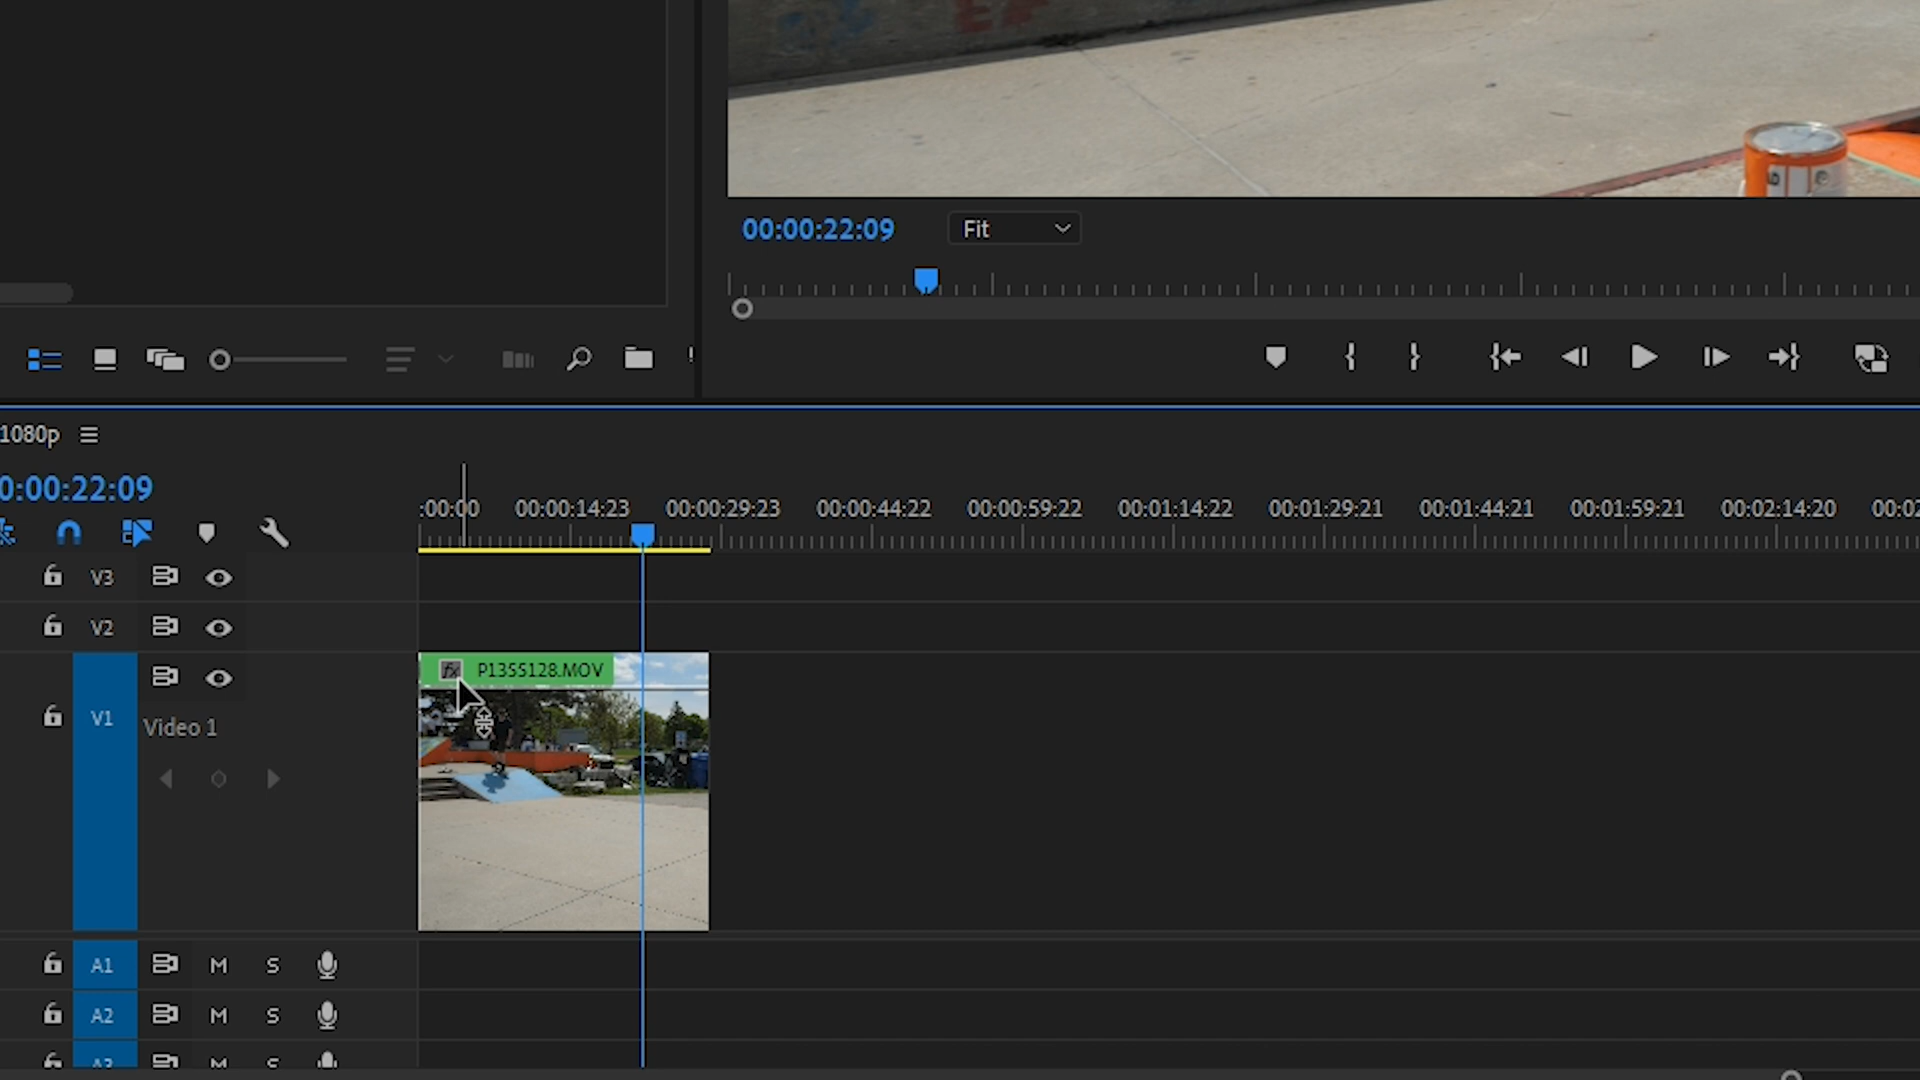 00:00:22:09 Fit
1080p
0:00:22:09
:00:00 00:00:14:23 00:00:29:23 00:00:44:22 00:00:59:22 00:01:14:22 00:01:29:21 00:01:44:21 00:01:59:21 00:02:14:20 00:02
V3
V2
fx P1355128.MOV
V1 Video 1
A1 M S
A2 M S
A3 M S